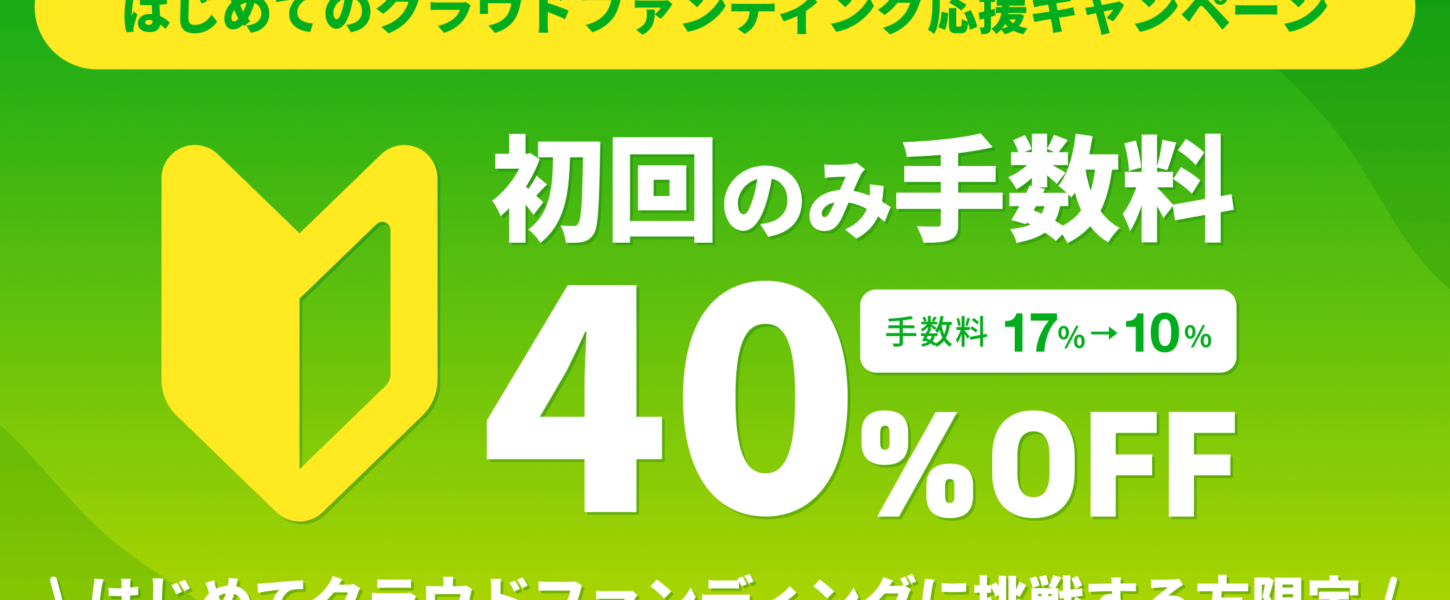 はじめてのクラウドファンディング応援キャンペーン
初回のみ手数料
40%OFF
手数料 17%→10%
\ はじめてクラウドファンディングに挑戦する方限定 /